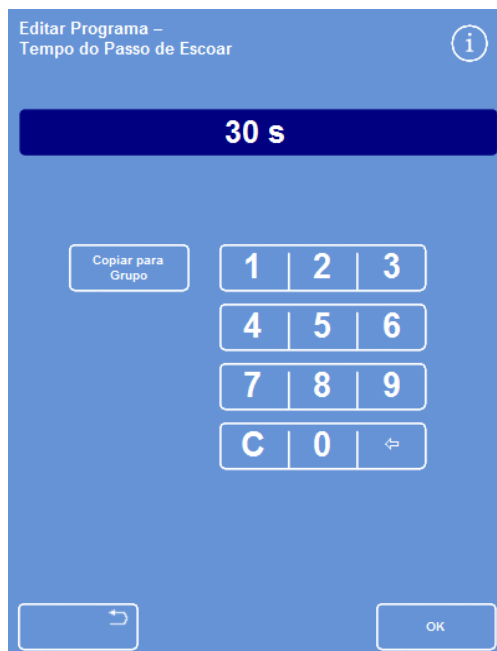 Editar Programa –
Tempo do Passo de Escoar
i
30 s
Copiar para
Grupo
1 2 3
4 5 6
7 8 9
C 0 ⇦
OK